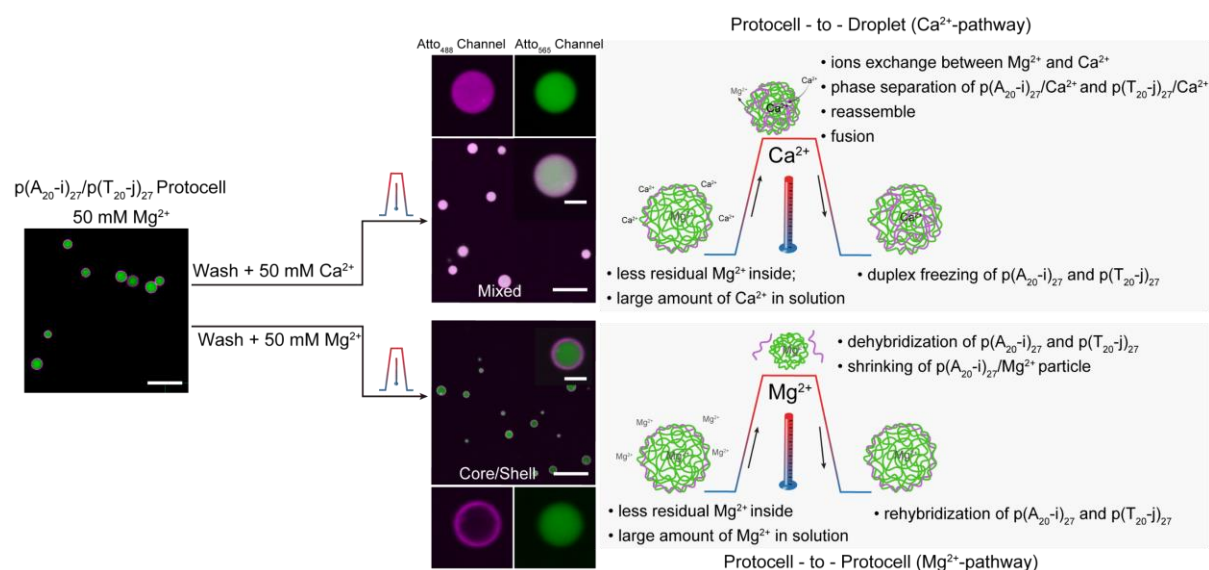 Protocell - to - Droplet (Ca²⁺-pathway)
Atto₄₈₈ Channel
Atto₅₆₅ Channel
• ions exchange between Mg²⁺ and Ca²⁺
• phase separation of p(A₂₀-i)₂₇/Ca²⁺ and p(T₂₀-j)₂₇/Ca²⁺
• reassemble
• fusion
Mg²⁺
Ca²⁺
Ca²⁺
Ca²⁺
p(A₂₀-i)₂₇/p(T₂₀-j)₂₇ Protocell
50 mM Mg²⁺
Ca²⁺
Ca²⁺
Ca²⁺
Ca²⁺
Mg²⁺
Ca²⁺
Wash + 50 mM Ca²⁺
Mixed
• less residual Mg²⁺ inside;
• large amount of Ca²⁺ in solution
• duplex freezing of p(A₂₀-i)₂₇ and p(T₂₀-j)₂₇
Wash + 50 mM Mg²⁺
Core/Shell
Mg²⁺
• dehybridization of p(A₂₀-i)₂₇ and p(T₂₀-j)₂₇
• shrinking of p(A₂₀-i)₂₇/Mg²⁺ particle
Mg²⁺
Mg²⁺
Mg²⁺
Mg²⁺
Mg²⁺
Mg²⁺
Mg²⁺
• less residual Mg²⁺ inside
• large amount of Mg²⁺ in solution
• rehybridization of p(A₂₀-i)₂₇ and p(T₂₀-j)₂₇
Protocell - to - Protocell (Mg²⁺-pathway)